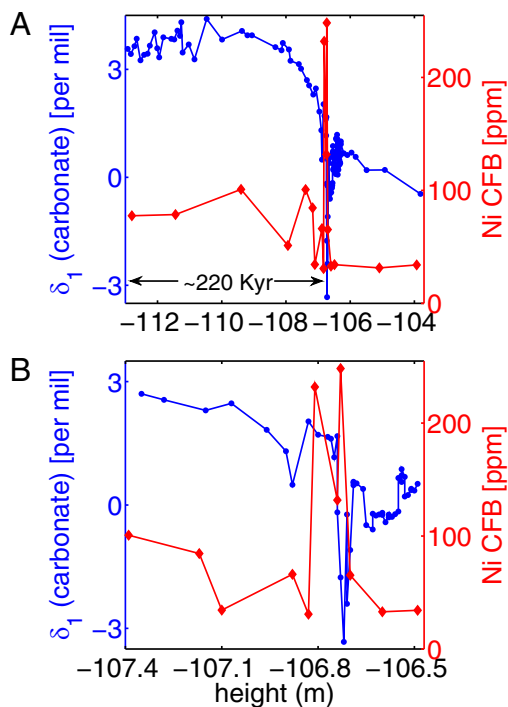 A
δ1 (carbonate) [per mil]
3
0
−3
Ni CFB [ppm]
200
100
0
~220 Kyr
−112 −110 −108 −106 −104
B
δ1 (carbonate) [per mil]
3
0
−3
Ni CFB [ppm]
200
100
0
−107.4 −107.1 −106.8 −106.5
height (m)